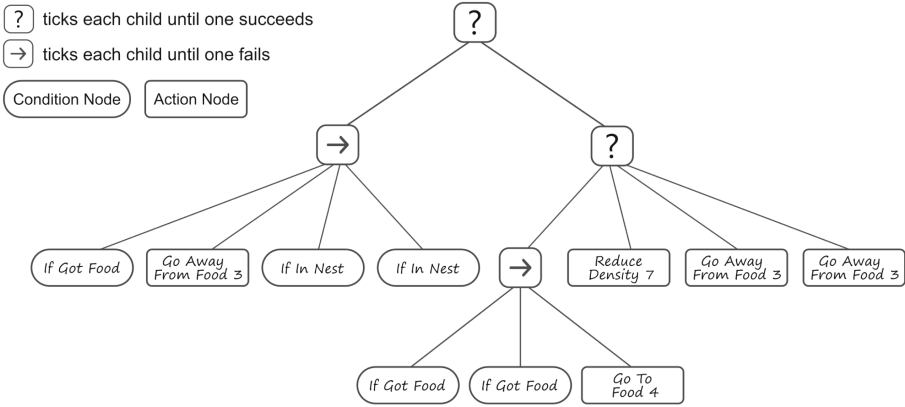 ? ticks each child until one succeeds
→ ticks each child until one fails
Condition Node
Action Node
?
→
?
If Got Food
Go Away
From Food 3
If In Nest
If In Nest
→
Reduce
Density 7
Go Away
From Food 3
Go Away
From Food 3
If Got Food
If Got Food
Go To
Food 4